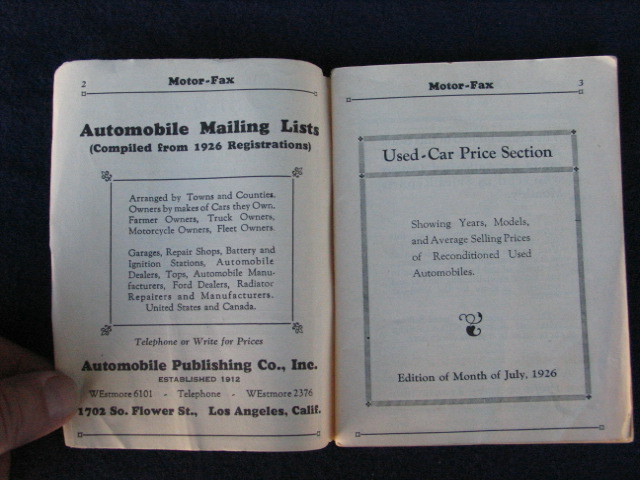 2
Motor-Fax
Automobile Mailing Lists
(Compiled from 1926 Registrations)
Arranged by Towns and Counties.
Owners by makes of Cars they Own.
Farmer Owners, Truck Owners,
Motorcycle Owners, Fleet Owners.
Garages, Repair Shops, Battery and
Ignition Stations, Automobile
Dealers, Tops, Automobile Manu-
facturers, Ford Dealers, Radiator
Repairers and Manufacturers.
United States and Canada.
Telephone or Write for Prices
Automobile Publishing Co., Inc.
ESTABLISHED 1912
WEstmore 6101 - Telephone - WEstmore 2376
1702 So. Flower St., Los Angeles, Calif.
Motor-Fax
3
Used-Car Price Section
Showing Years, Models,
and Average Selling Prices
of Reconditioned Used
Automobiles.
Edition of Month of July, 1926